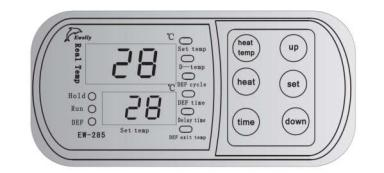 Ewelly
Real Temp
28
℃
Set temp
D--temp
DEF cycle
DEF time
Delay time
DEF exit temp
Hold
Run
DEF
28
℃
Set temp
EW-285
heat temp
up
heat
set
time
down